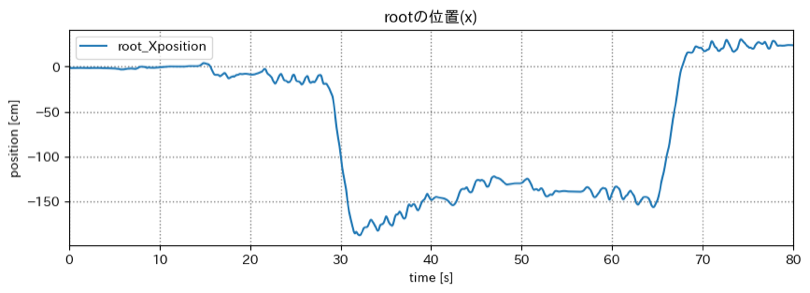 rootの位置(x)
root_Xposition
position [cm]
0
−50
−100
−150
0 10 20 30 40 50 60 70 80
time [s]